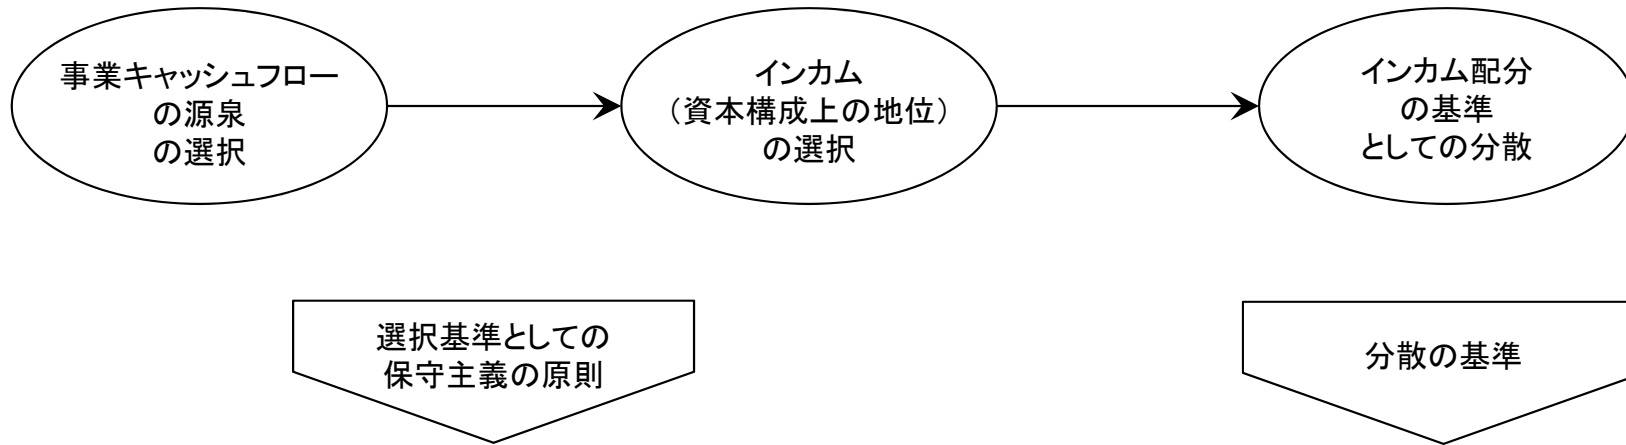 事業キャッシュフロー
の源泉
の選択
インカム
（資本構成上の地位）
の選択
インカム配分
の基準
としての分散
選択基準としての
保守主義の原則
分散の基準